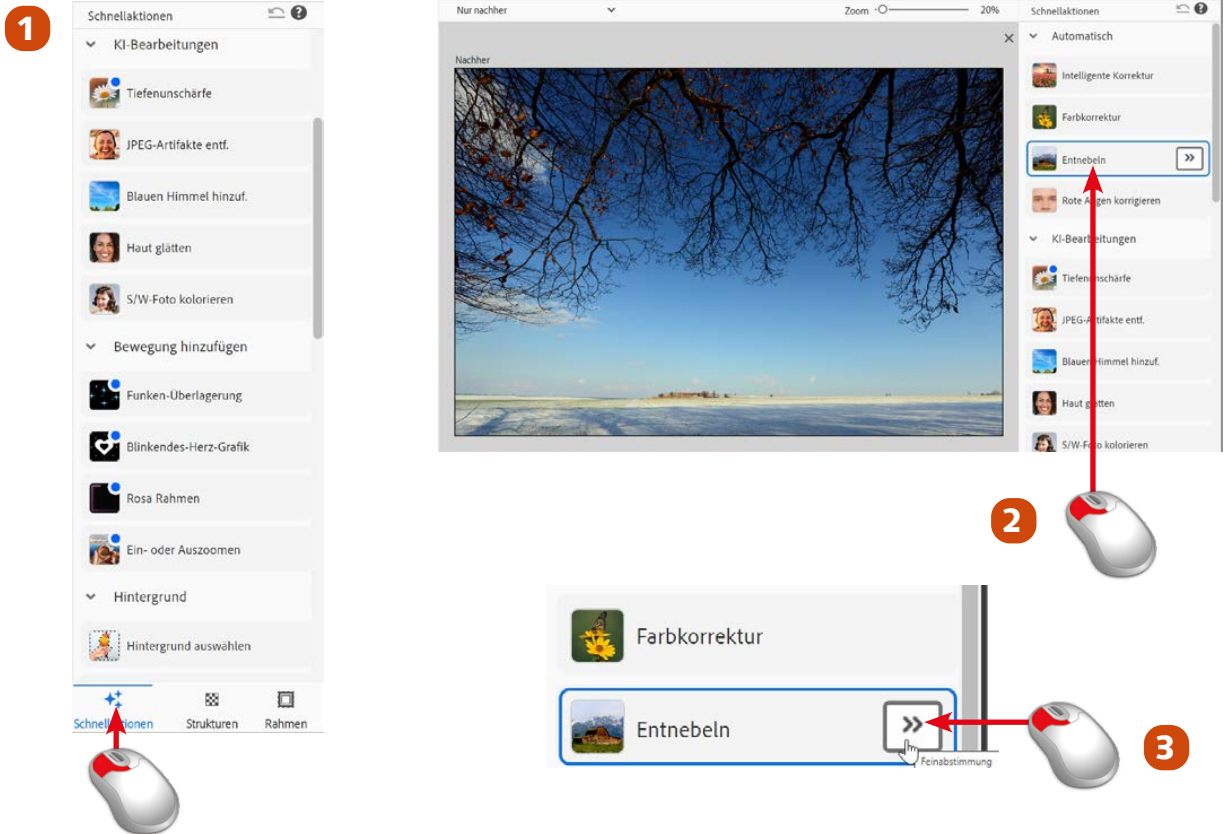 1
Schnellaktionen
KI-Bearbeitungen
Tiefenunschärfe
JPEG-Artifakte entf.
Blauen Himmel hinzuf.
Haut glätten
S/W-Foto kolorieren
Bewegung hinzufügen
Funken-Überlagerung
Blinkendes-Herz-Grafik
Rosa Rahmen
Ein- oder Auszoomen
Hintergrund
Hintergrund auswählen
Schnellaktionen Strukturen Rahmen
Nur nachher Zoom 20%
Nachher
Schnellaktionen
Automatisch
Intelligente Korrektur
Farbkorrektur
Entnebeln
Rote Augen korrigieren
KI-Bearbeitungen
Tiefenunschärfe
JPEG-Artifakte entf.
Blauen Himmel hinzuf.
Haut glätten
S/W-Foto kolorieren
2
Farbkorrektur
Entnebeln
Feinabstimmung
3